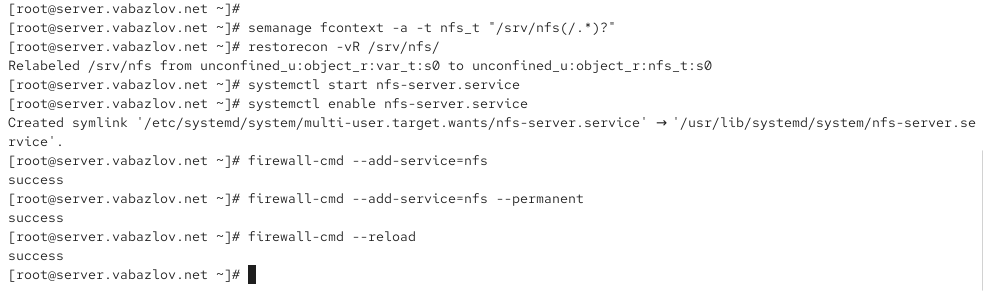 [root@server.vabazlov.net ~]#
[root@server.vabazlov.net ~]# semanage fcontext -a -t nfs_t "/srv/nfs(/.*)?"
[root@server.vabazlov.net ~]# restorecon -vR /srv/nfs/
Relabeled /srv/nfs from unconfined_u:object_r:var_t:s0 to unconfined_u:object_r:nfs_t:s0
[root@server.vabazlov.net ~]# systemctl start nfs-server.service
[root@server.vabazlov.net ~]# systemctl enable nfs-server.service
Created symlink '/etc/systemd/system/multi-user.target.wants/nfs-server.service' → '/usr/lib/systemd/system/nfs-server.se
rvice'.
[root@server.vabazlov.net ~]# firewall-cmd --add-service=nfs
success
[root@server.vabazlov.net ~]# firewall-cmd --add-service=nfs --permanent
success
[root@server.vabazlov.net ~]# firewall-cmd --reload
success
[root@server.vabazlov.net ~]#